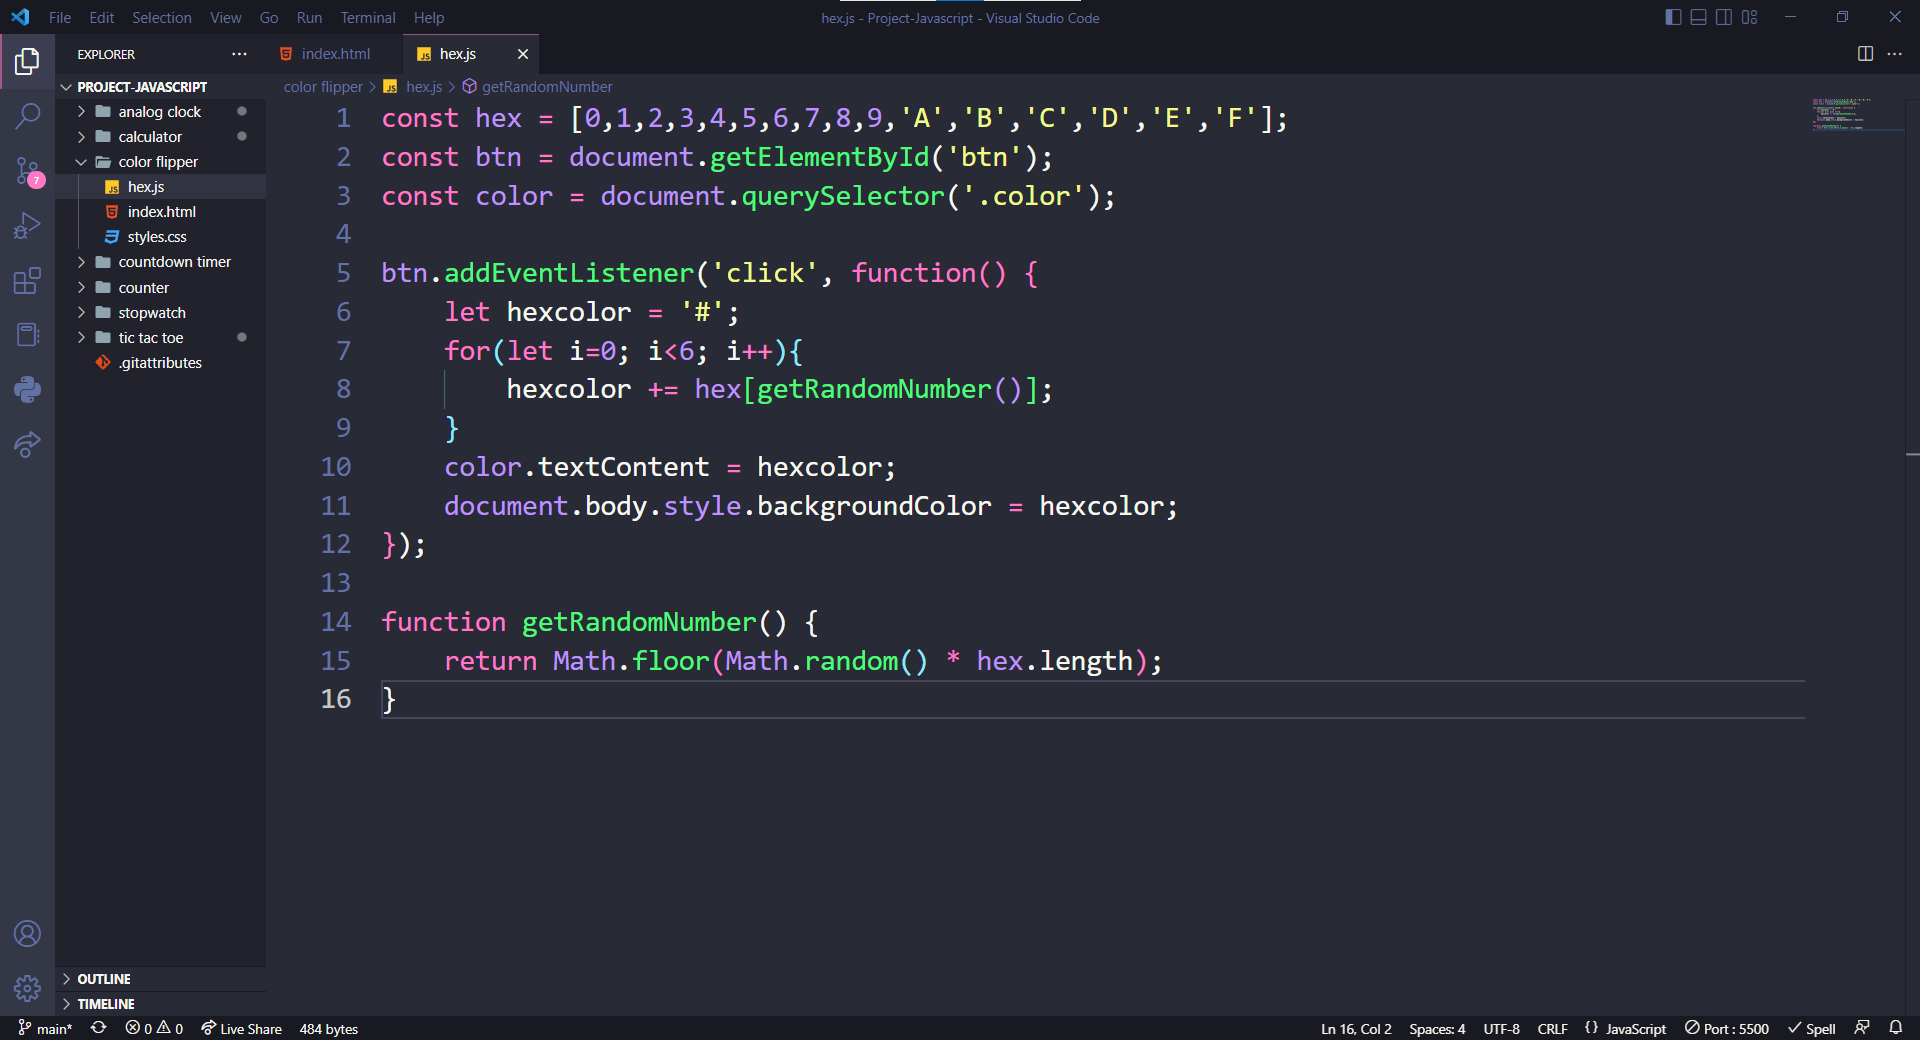 File Edit Selection View Go Run Terminal Help
hex.js - Project-Javascript - Visual Studio Code
EXPLORER
index.html
hex.js
PROJECT-JAVASCRIPT
analog clock
calculator
color flipper
hex.js
index.html
styles.css
countdown timer
counter
stopwatch
tic tac toe
.gitattributes
OUTLINE
TIMELINE
7
color flipper > hex.js > getRandomNumber
1 const hex = [0,1,2,3,4,5,6,7,8,9,'A','B','C','D','E','F'];
2 const btn = document.getElementById('btn');
3 const color = document.querySelector('.color');
4
5 btn.addEventListener('click', function() {
6 let hexcolor = '#';
7 for(let i=0; i<6; i++){
8 hexcolor += hex[getRandomNumber()];
9 }
10 color.textContent = hexcolor;
11 document.body.style.backgroundColor = hexcolor;
12 });
13
14 function getRandomNumber() {
15 return Math.floor(Math.random() * hex.length);
16 }
main* 0 0 Live Share 484 bytes
Ln 16, Col 2 Spaces: 4 UTF-8 CRLF {} JavaScript Port : 5500 Spell